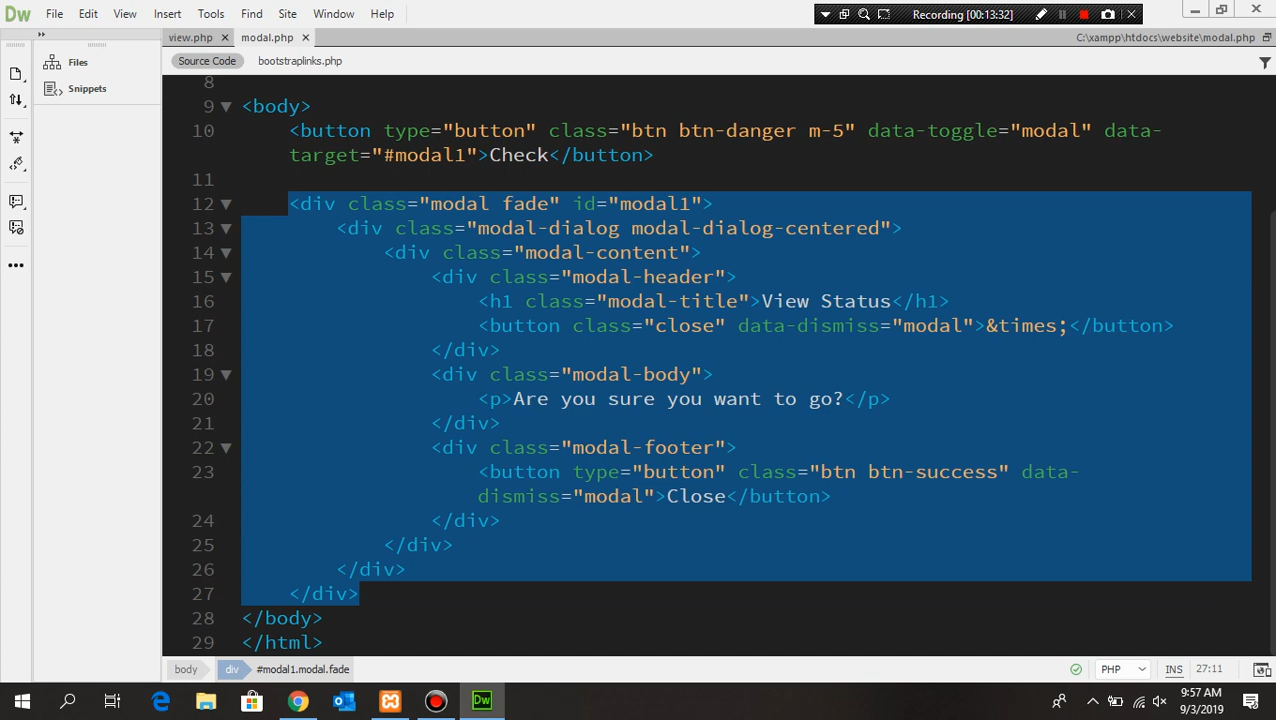 Dw File Edit View Insert Tools Find Site Window Help
Recording [00:13:32]
view.php modal.php C:\xampp\htdocs\website\modal.php
Files
Snippets
Source Code bootstraplinks.php
8
9 <body>
10 <button type="button" class="btn btn-danger m-5" data-toggle="modal" data-
target="#modal1">Check</button>
11
12 <div class="modal fade" id="modal1">
13 <div class="modal-dialog modal-dialog-centered">
14 <div class="modal-content">
15 <div class="modal-header">
16 <h1 class="modal-title">View Status</h1>
17 <button class="close" data-dismiss="modal">&times;</button>
18 </div>
19 <div class="modal-body">
20 <p>Are you sure you want to go?</p>
21 </div>
22 <div class="modal-footer">
23 <button type="button" class="btn btn-success" data-
dismiss="modal">Close</button>
24 </div>
25 </div>
26 </div>
27 </div>
28 </body>
29 </html>
body div #modal1.modal.fade PHP INS 27:11
Dw
9:57 AM
9/3/2019